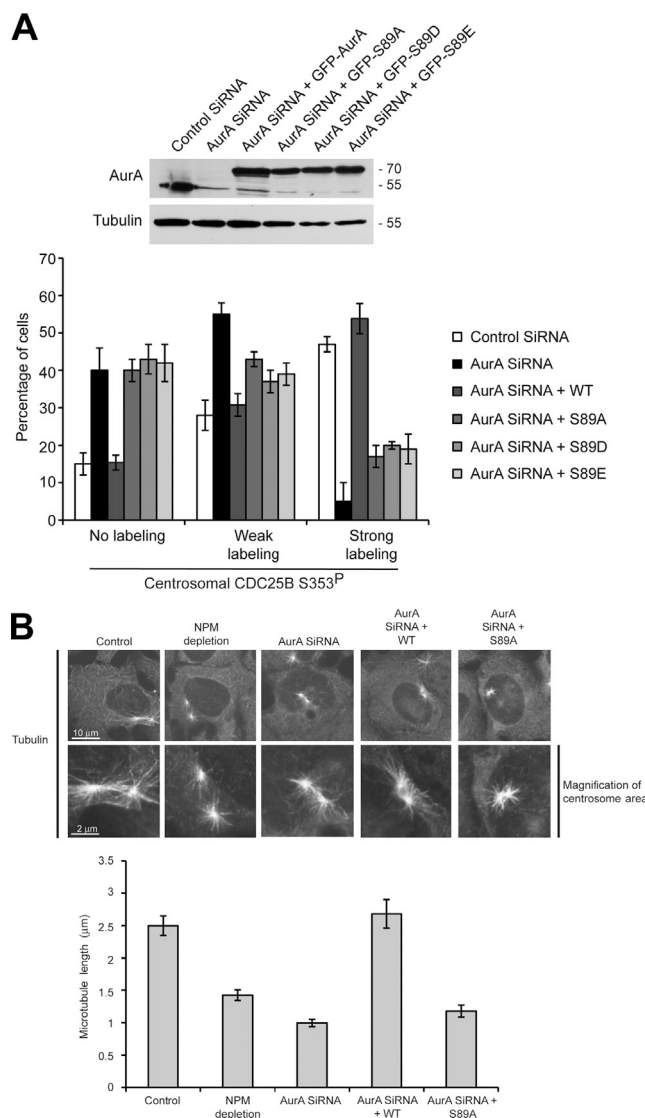 A
Control SiRNA
AurA SiRNA
AurA SiRNA + GFP-AurA
AurA SiRNA + GFP-S89A
AurA SiRNA + GFP-S89D
AurA SiRNA + GFP-S89E
AurA
- 70
- 55
Tubulin
- 55
Percentage of cells
70
60
50
40
30
20
10
0
No labeling
Weak
labeling
Strong
labeling
Centrosomal CDC25B S353P
Control SiRNA
AurA SiRNA
AurA SiRNA + WT
AurA SiRNA + S89A
AurA SiRNA + S89D
AurA SiRNA + S89E
B
Control
NPM
depletion
AurA SiRNA
AurA
SiRNA +
WT
AurA
SiRNA +
S89A
Tubulin
10 µm
2 µm
Magnification of
centrosome area
Microtubule length (µm)
3.5
3
2.5
2
1.5
1
0.5
0
Control
NPM
depletion
AurA SiRNA
AurA SiRNA
+ WT
AurA SiRNA +
S89A